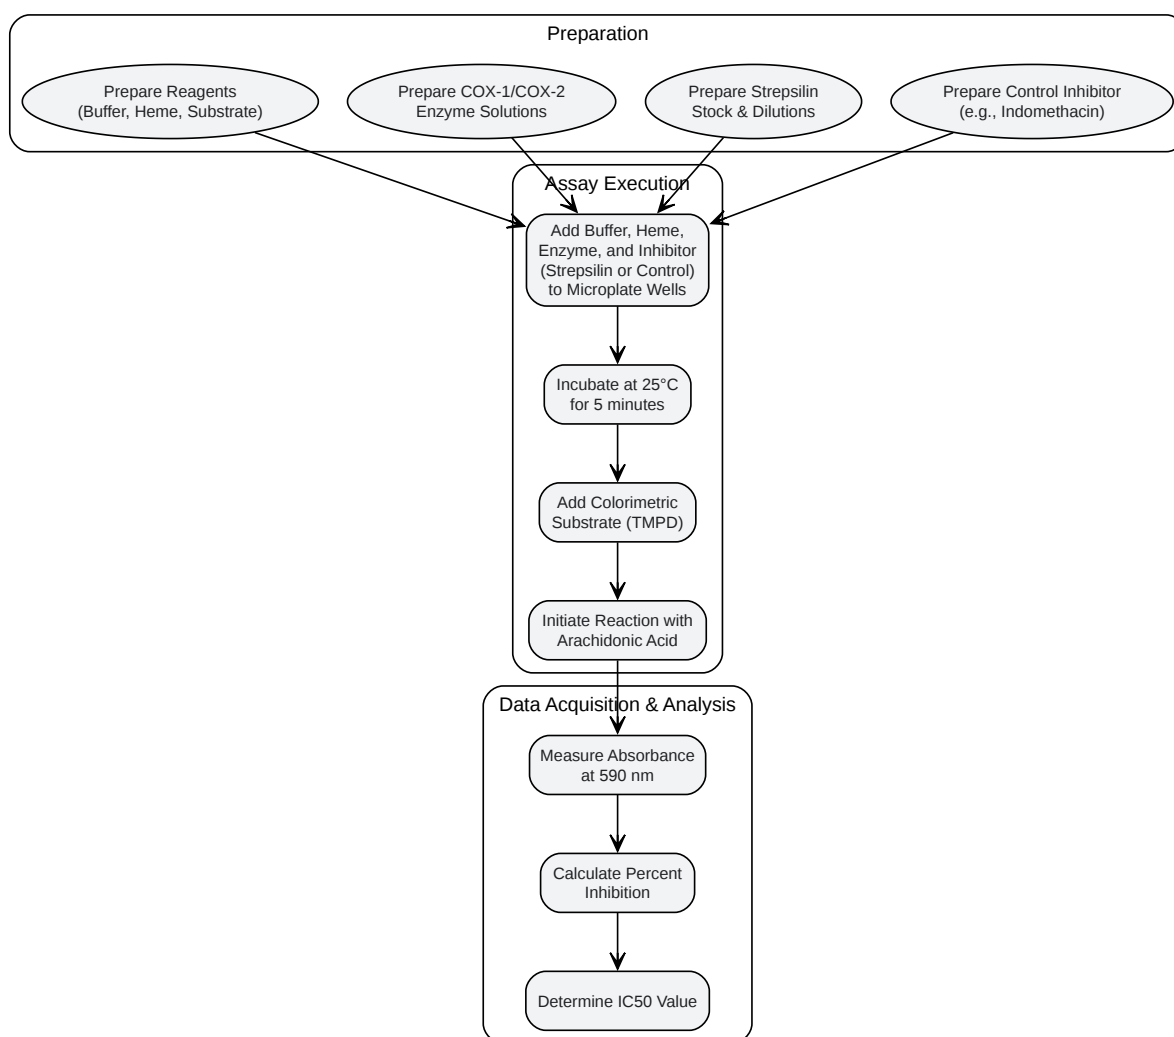 Preparation
Prepare Reagents
(Buffer, Heme, Substrate)
Prepare COX-1/COX-2
Enzyme Solutions
Prepare Strepsilin
Stock & Dilutions
Prepare Control Inhibitor
(e.g., Indomethacin)
Assay Execution
Add Buffer, Heme,
Enzyme, and Inhibitor
(Strepsilin or Control)
to Microplate Wells
Incubate at 25°C
for 5 minutes
Add Colorimetric
Substrate (TMPD)
Initiate Reaction with
Arachidonic Acid
Data Acquisition & Analysis
Measure Absorbance
at 590 nm
Calculate Percent
Inhibition
Determine IC50 Value